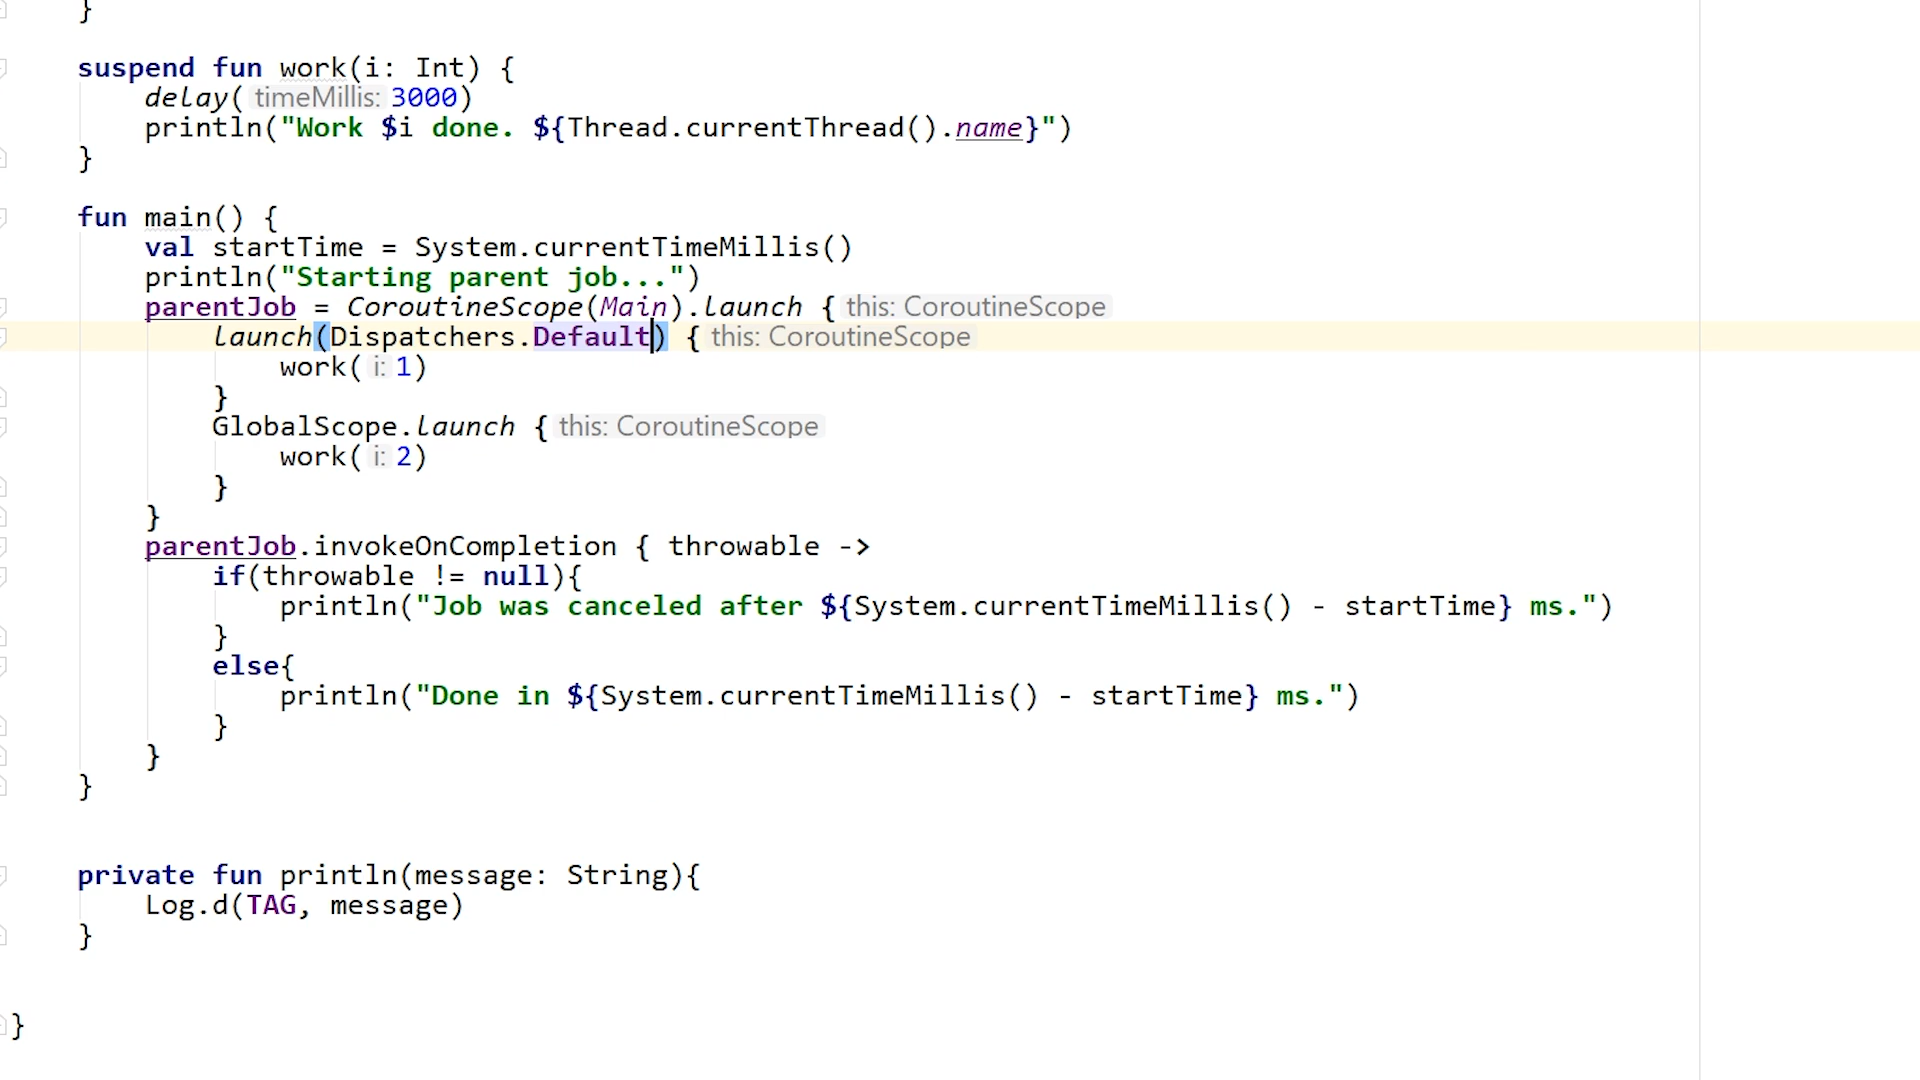 }
suspend fun work(i: Int) {
delay( timeMillis: 3000)
println("Work $i done. ${Thread.currentThread().name}")
}
fun main() {
val startTime = System.currentTimeMillis()
println("Starting parent job...")
parentJob = CoroutineScope(Main).launch { this: CoroutineScope
launch(Dispatchers.Default) { this: CoroutineScope
work( i: 1)
}
GlobalScope.launch { this: CoroutineScope
work( i: 2)
}
}
parentJob.invokeOnCompletion { throwable ->
if(throwable != null){
println("Job was canceled after ${System.currentTimeMillis() - startTime} ms.")
}
else{
println("Done in ${System.currentTimeMillis() - startTime} ms.")
}
}
}
private fun println(message: String){
Log.d(TAG, message)
}
}